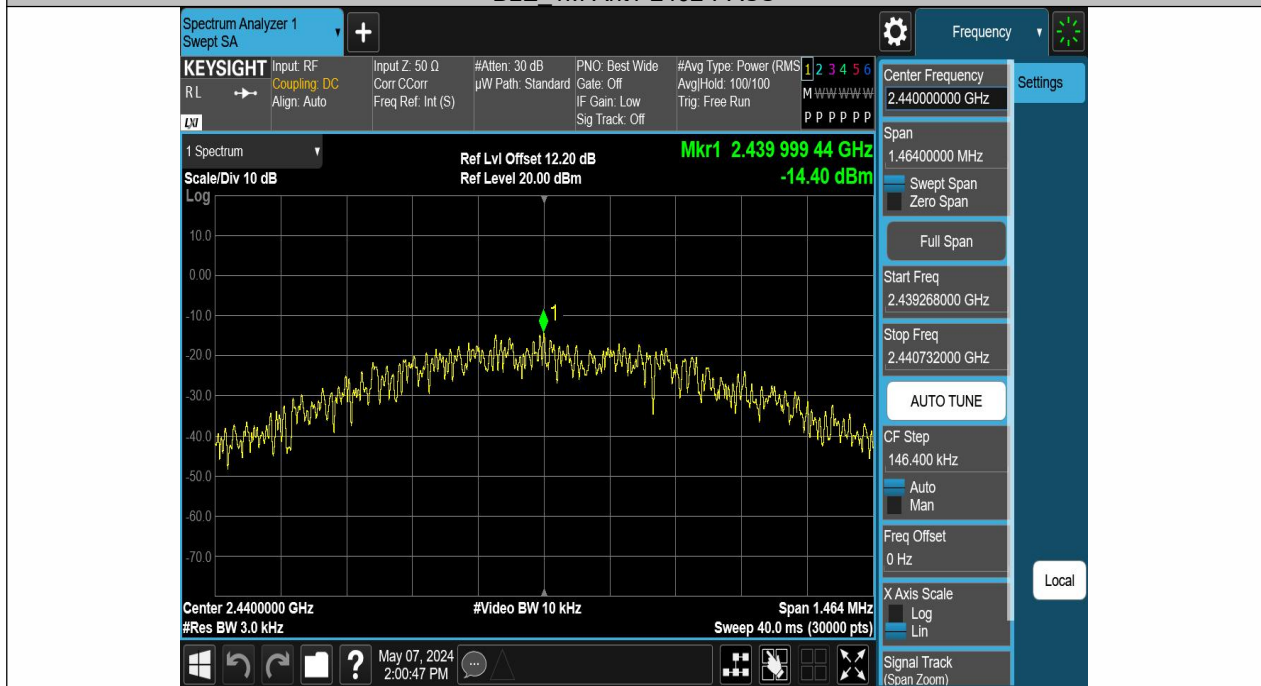 Spectrum Analyzer 1
Swept SA
+
Frequency
KEYSIGHT
RL
LXI
Input: RF
Coupling: DC
Align: Auto
Input Z: 50 Ω
Corr CCorr
Freq Ref: Int (S)
#Atten: 30 dB
µW Path: Standard
PNO: Best Wide
Gate: Off
IF Gain: Low
Sig Track: Off
#Avg Type: Power (RMS
Avg|Hold: 100/100
Trig: Free Run
1 2 3 4 5 6
M W W W W W
P P P P P P
1 Spectrum
Scale/Div 10 dB
Log
Ref Lvl Offset 12.20 dB
Ref Level 20.00 dBm
Mkr1 2.439 999 44 GHz
-14.40 dBm
10.0
0.00
-10.0
-20.0
-30.0
-40.0
-50.0
-60.0
-70.0
1
Center 2.4400000 GHz
#Res BW 3.0 kHz
#Video BW 10 kHz
Span 1.464 MHz
Sweep 40.0 ms (30000 pts)
?
May 07, 2024
2:00:47 PM
Center Frequency
2.440000000 GHz
Span
1.46400000 MHz
Swept Span
Zero Span
Full Span
Start Freq
2.439268000 GHz
Stop Freq
2.440732000 GHz
AUTO TUNE
CF Step
146.400 kHz
Auto
Man
Freq Offset
0 Hz
X Axis Scale
Log
Lin
Signal Track
(Span Zoom)
Settings
Local